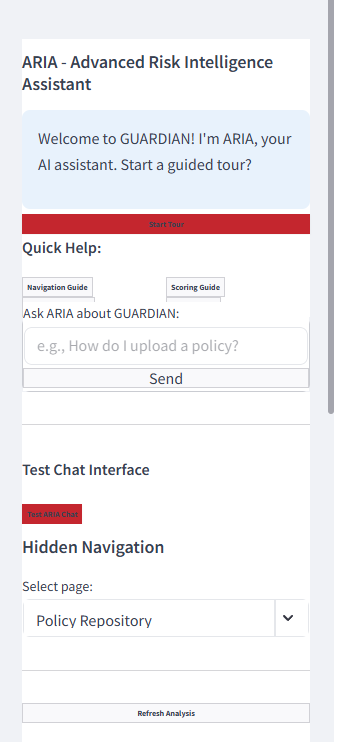 ARIA - Advanced Risk Intelligence
Assistant
Welcome to GUARDIAN! I'm ARIA, your
AI assistant. Start a guided tour?
Start Tour
Quick Help:
Navigation Guide
Scoring Guide
Ask ARIA about GUARDIAN:
e.g., How do I upload a policy?
Send
Test Chat Interface
Test ARIA Chat
Hidden Navigation
Select page:
Policy Repository
Refresh Analysis